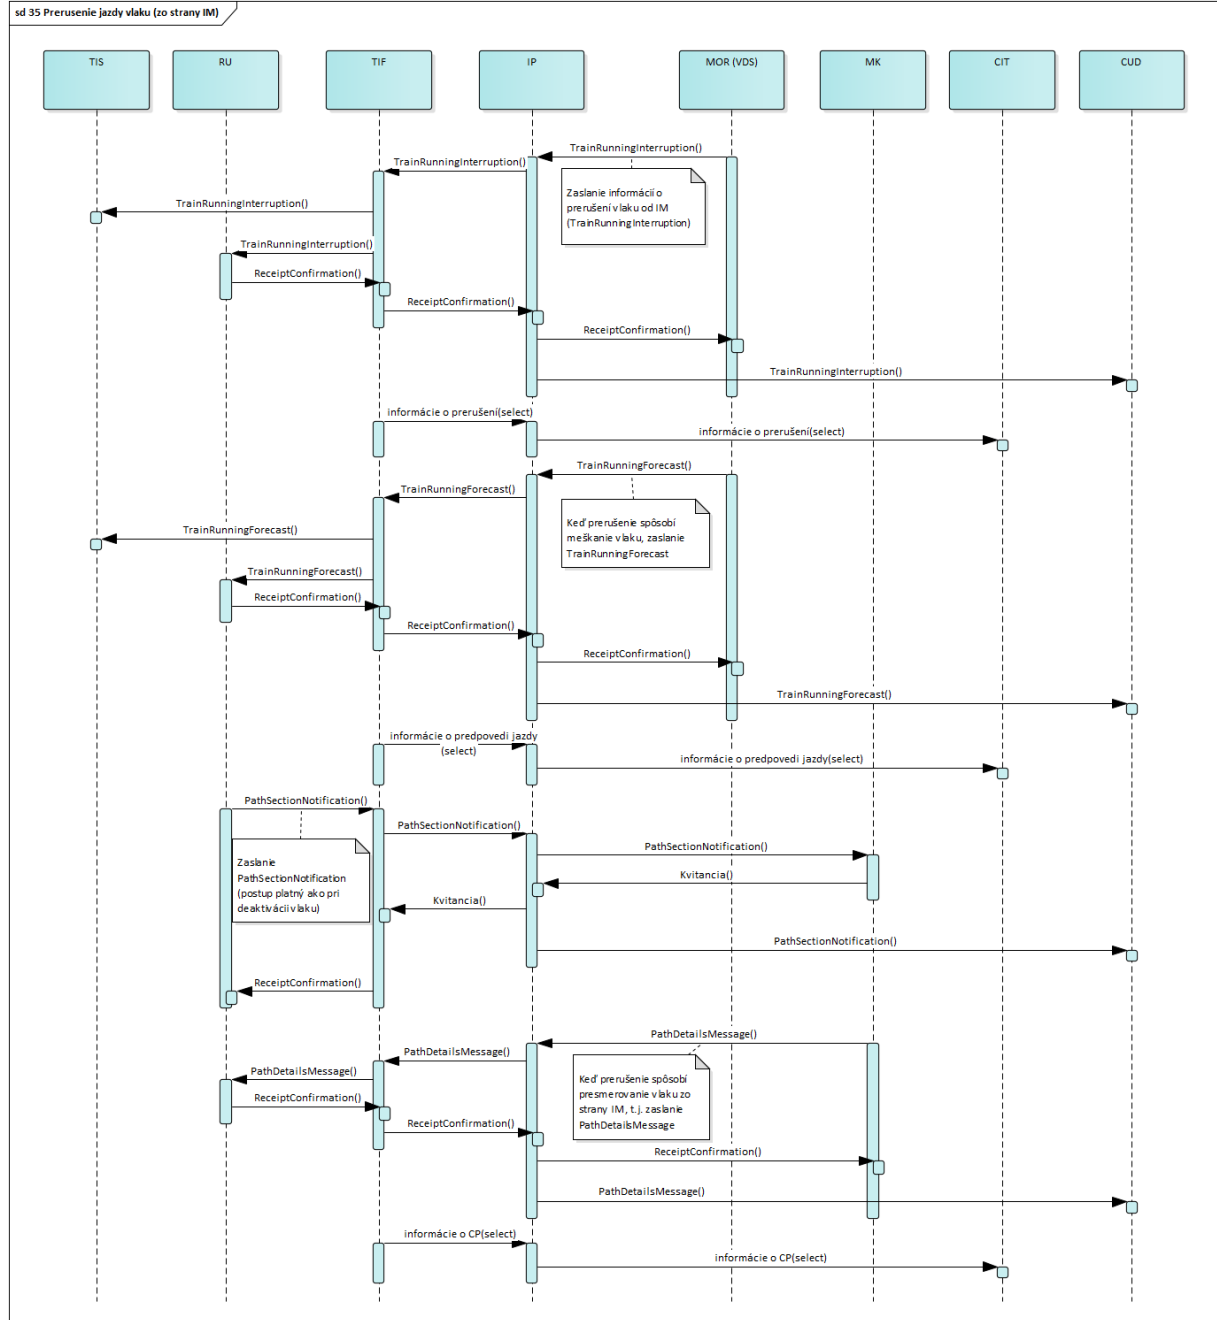 sd 35 Prerusenie jazdy vlaku (zo strany IM)
TIS
RU
TIF
IP
MOR (VDS)
MK
CIT
CUD
TrainRunningInterruption()
TrainRunningInterruption()
Zaslanie informácií o
prerušení vlaku od IM
(TrainRunningInterruption)
TrainRunningInterruption()
TrainRunningInterruption()
ReceiptConfirmation()
ReceiptConfirmation()
ReceiptConfirmation()
TrainRunningInterruption()
informácie o prerušení(select)
informácie o prerušení(select)
TrainRunningForecast()
TrainRunningForecast()
Keď prerušenie spôsobí
meškanie vlaku, zaslanie
TrainRunningForecast
TrainRunningForecast()
TrainRunningForecast()
ReceiptConfirmation()
ReceiptConfirmation()
ReceiptConfirmation()
TrainRunningForecast()
informácie o predpovedi jazdy
(select)
informácie o predpovedi jazdy(select)
PathSectionNotification()
PathSectionNotification()
PathSectionNotification()
Zaslanie
PathSectionNotification
(postup platný ako pri
deaktivácii vlaku)
Kvitancia()
Kvitancia()
PathSectionNotification()
ReceiptConfirmation()
PathDetailsMessage()
PathDetailsMessage()
PathDetailsMessage()
Keď prerušenie spôsobí
presmerovanie vlaku zo
strany IM, t.j. zaslanie
PathDetailsMessage
ReceiptConfirmation()
ReceiptConfirmation()
ReceiptConfirmation()
PathDetailsMessage()
informácie o CP(select)
informácie o CP(select)